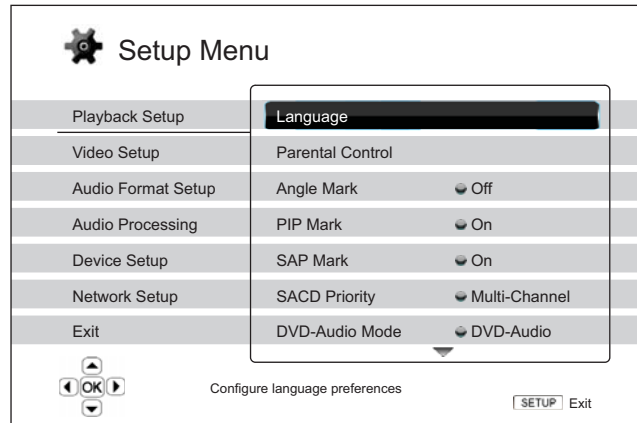 Setup Menu
Playback Setup Language
Video Setup Parental Control
Audio Format Setup Angle Mark Off
Audio Processing PIP Mark On
Device Setup SAP Mark On
Network Setup SACD Priority Multi-Channel
Exit DVD-Audio Mode DVD-Audio
OK Configure language preferences
SETUP Exit